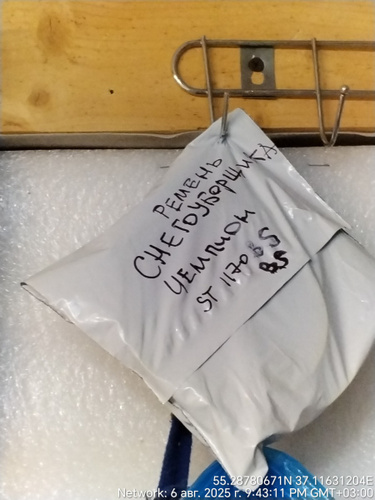 РЕМЕНЬ
СНЕГОУБОРЩИКА
ЧЕМПИОН
ST 1170 BS
BS
55.28780671N 37.11631204E
Network: 6 авг. 2025 г. 9:43:11 PM GMT+03:00